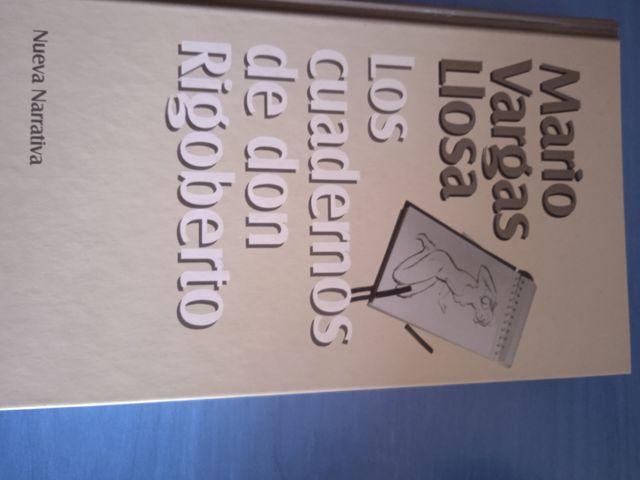 Mario
Vargas
Llosa
Los
cuadernos
de don
Rigoberto
Nueva Narrativa